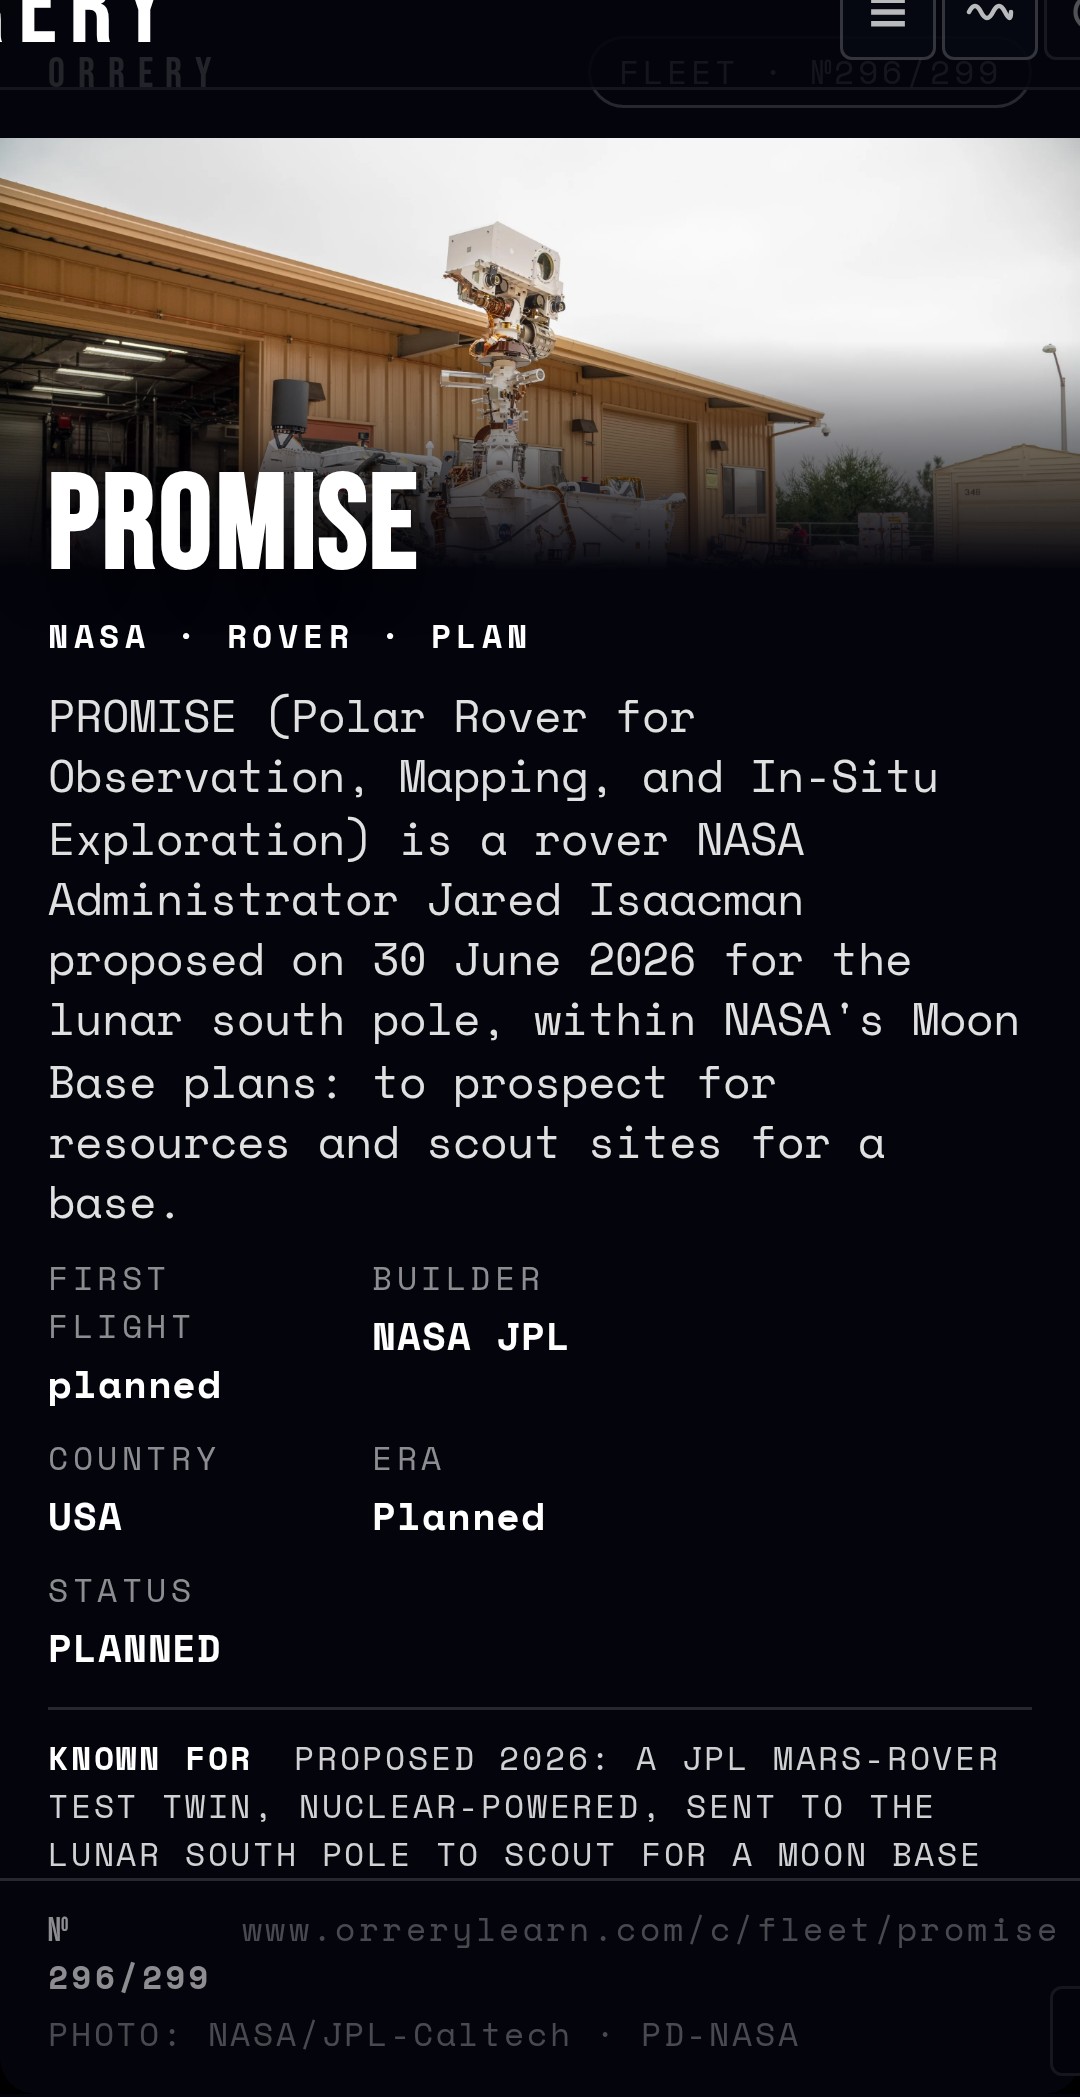 ERY
ORRERY
FLEET · №296/299
PROMISE
NASA · ROVER · PLAN
PROMISE (Polar Rover for
Observation, Mapping, and In-Situ
Exploration) is a rover NASA
Administrator Jared Isaacman
proposed on 30 June 2026 for the
lunar south pole, within NASA's Moon
Base plans: to prospect for
resources and scout sites for a
base.
FIRST FLIGHT
planned
BUILDER
NASA JPL
COUNTRY
USA
ERA
Planned
STATUS
PLANNED
KNOWN FOR PROPOSED 2026: A JPL MARS-ROVER
TEST TWIN, NUCLEAR-POWERED, SENT TO THE
LUNAR SOUTH POLE TO SCOUT FOR A MOON BASE
№ 296/299
www.orrerylearn.com/c/fleet/promise
PHOTO: NASA/JPL-Caltech · PD-NASA